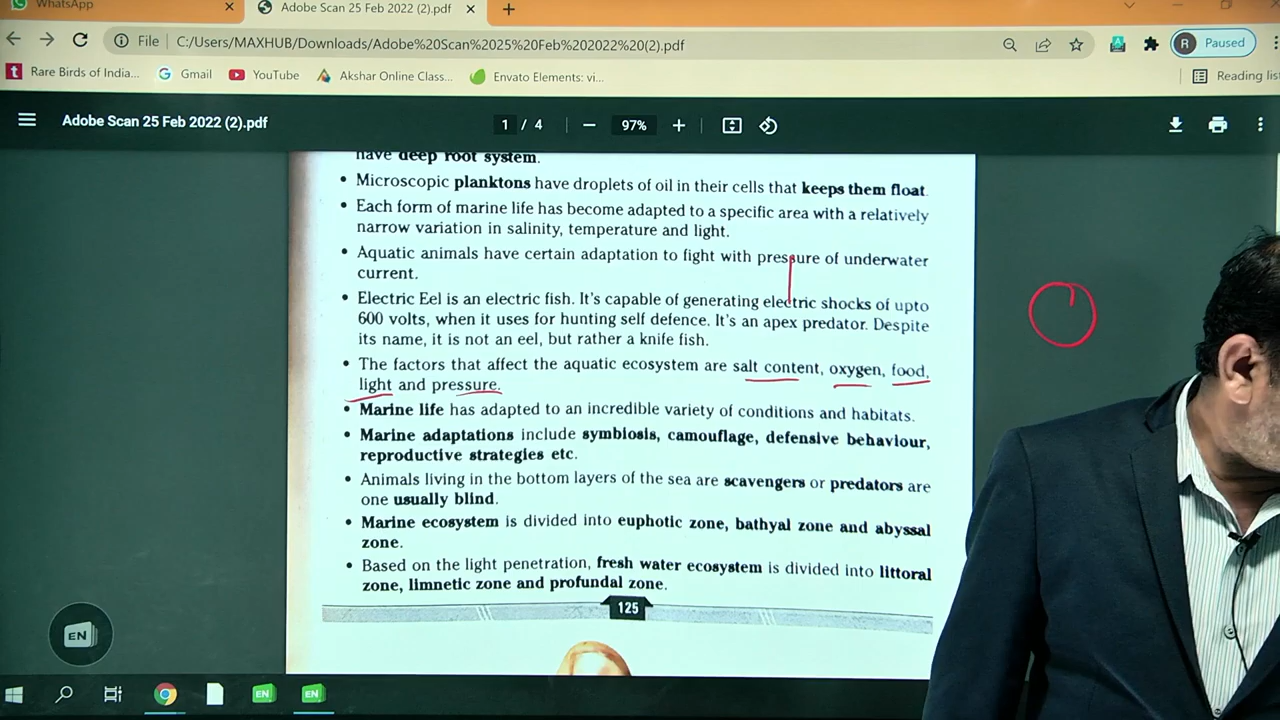 WhatsApp
Adobe Scan 25 Feb 2022 (2).pdf
File C:/Users/MAXHUB/Downloads/Adobe%20Scan%2025%20Feb%202022%20(2).pdf
R Paused
Rare Birds of India... Gmail YouTube Akshar Online Class... Envato Elements: vi... Reading list
Adobe Scan 25 Feb 2022 (2).pdf 1 / 4 97%
have deep root system.
• Microscopic planktons have droplets of oil in their cells that keeps them float.
• Each form of marine life has become adapted to a specific area with a relatively
narrow variation in salinity, temperature and light.
• Aquatic animals have certain adaptation to fight with pressure of underwater
current.
• Electric Eel is an electric fish. It's capable of generating electric shocks of upto
600 volts, when it uses for hunting self defence. It's an apex predator. Despite
its name, it is not an eel, but rather a knife fish.
• The factors that affect the aquatic ecosystem are salt content, oxygen, food,
light and pressure.
• Marine life has adapted to an incredible variety of conditions and habitats.
• Marine adaptations include symbiosis, camouflage, defensive behaviour,
reproductive strategies etc.
• Animals living in the bottom layers of the sea are scavengers or predators are
one usually blind.
• Marine ecosystem is divided into euphotic zone, bathyal zone and abyssal
zone.
• Based on the light penetration, fresh water ecosystem is divided into littoral
zone, limnetic zone and profundal zone.
125
EN
EN EN